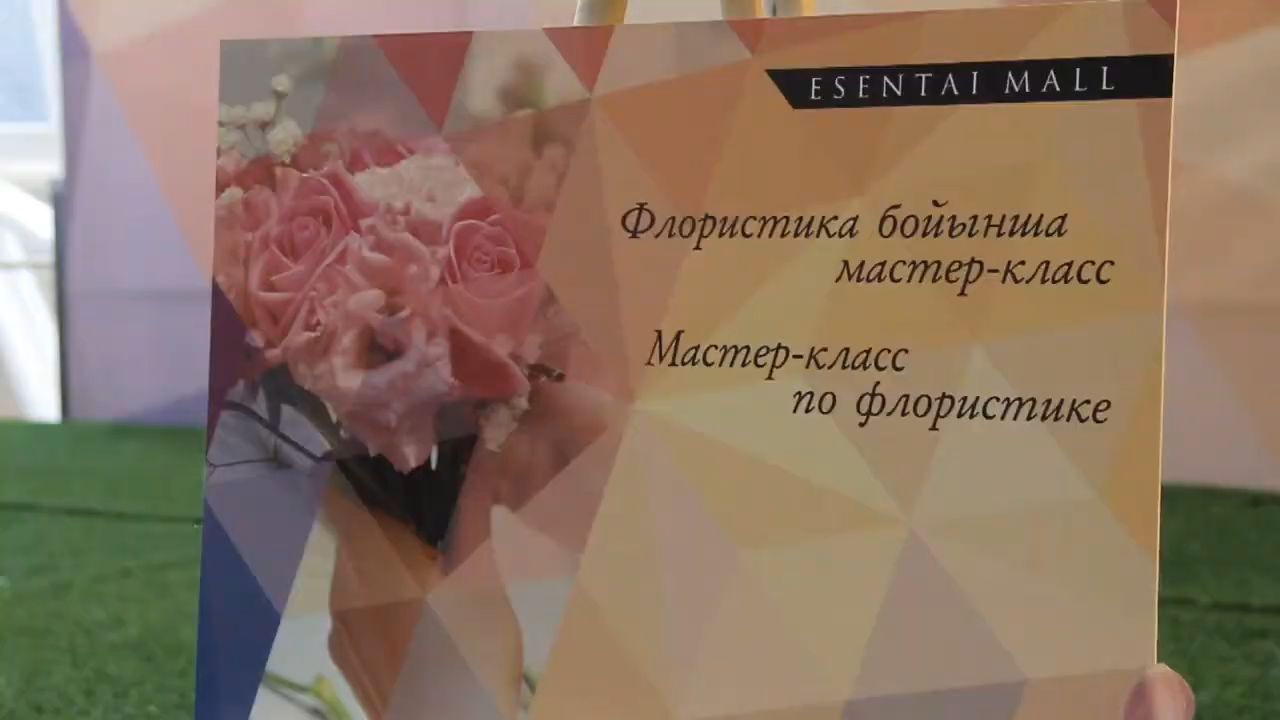 ESENTAI MALL
Флористика бойынша
мастер-класс
Мастер-класс
по флористике